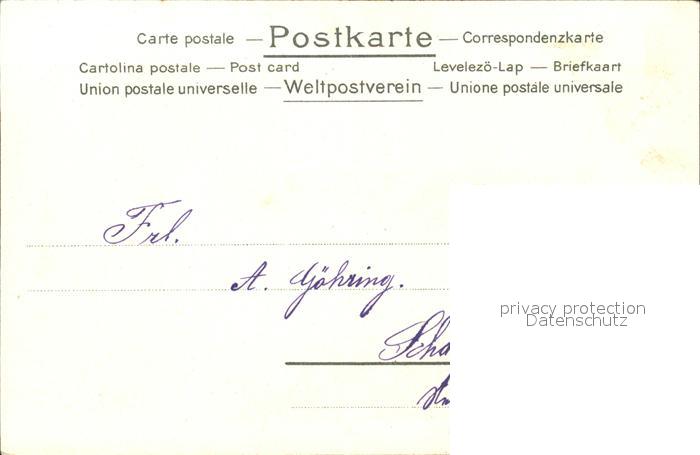 Carte postale — Postkarte — Correspondenzkarte
Cartolina postale — Post card Levelezö-Lap — Briefkaart
Union postale universelle — Weltpostverein — Unione postale universale
Frl.
A. Göhring.
Scha
privacy protection
Datenschutz